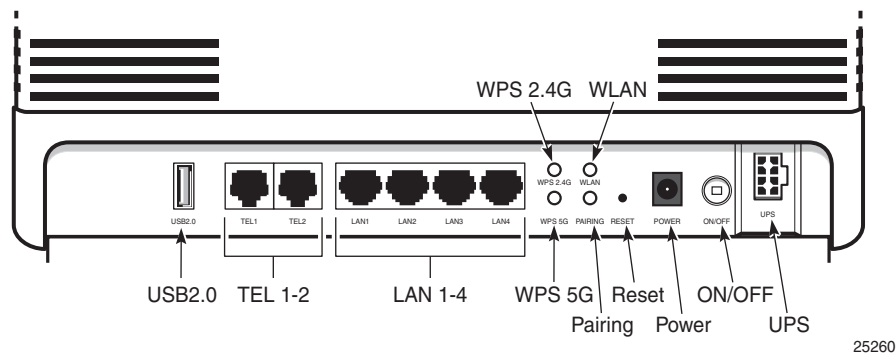 WPS 2.4G WLAN
WPS 2.4G WLAN
USB2.0 TEL1 TEL2 LAN1 LAN2 LAN3 LAN4 WPS 5G PAIRING RESET POWER ON/OFF UPS
USB2.0 TEL 1-2 LAN 1-4 WPS 5G Reset ON/OFF
Pairing Power UPS
25260